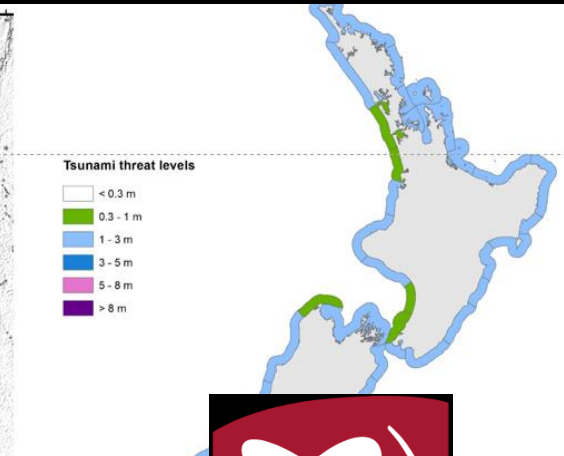 Tsunami threat levels
< 0.3 m
0.3 - 1 m
1 - 3 m
3 - 5 m
5 - 8 m
> 8 m